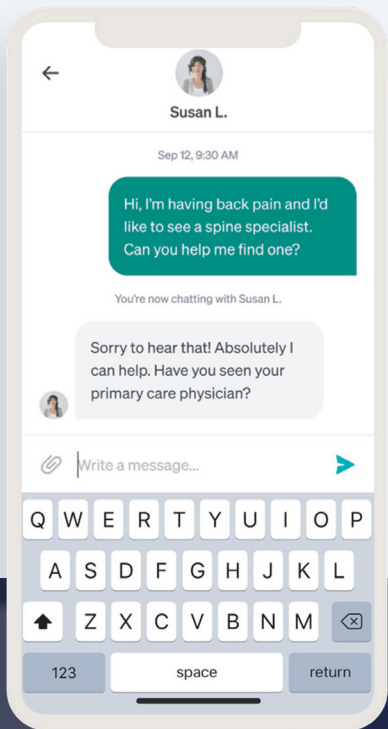 Susan L.
Sep 12, 9:30 AM
Hi, I'm having back pain and I'd
like to see a spine specialist.
Can you help me find one?
You're now chatting with Susan L.
Sorry to hear that! Absolutely I
can help. Have you seen your
primary care physician?
Write a message...
Q W E R T Y U I O P
A S D F G H J K L
Z X C V B N M
123 space return